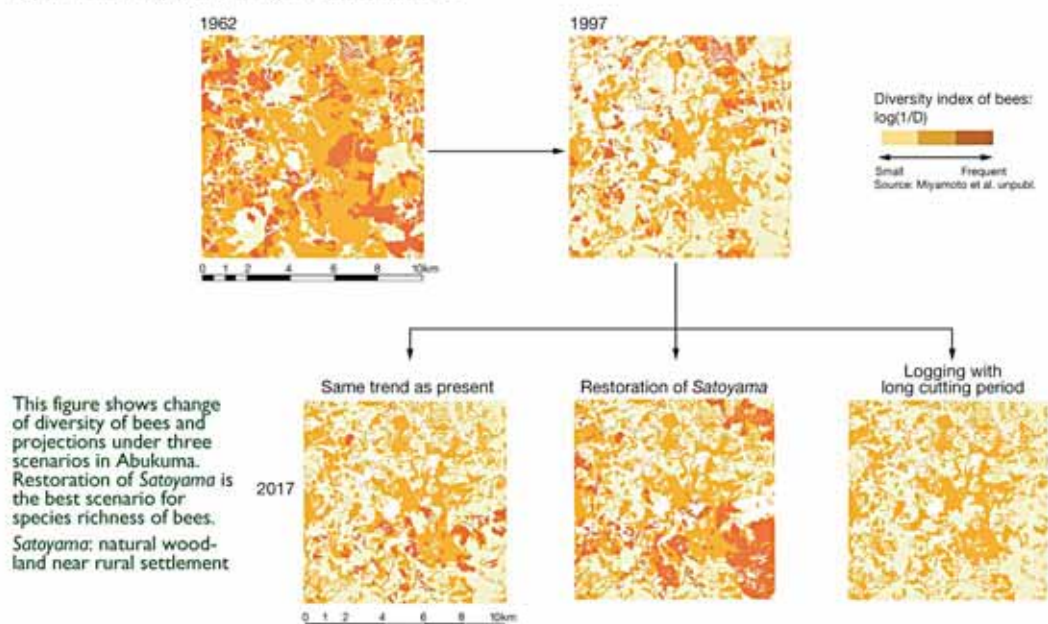 1962
1997
Diversity index of bees:
log(1/D)
Small Frequent
Source: Miyamoto et al. unpubl.
0 1 2 4 6 8 10km
Same trend as present
Restoration of Satoyama
Logging with
long cutting period
This figure shows change
of diversity of bees and
projections under three
scenarios in Abukuma.
Restoration of Satoyama is
the best scenario for
species richness of bees.
Satoyama: natural wood-
land near rural settlement
2017
0 1 2 4 6 8 10km